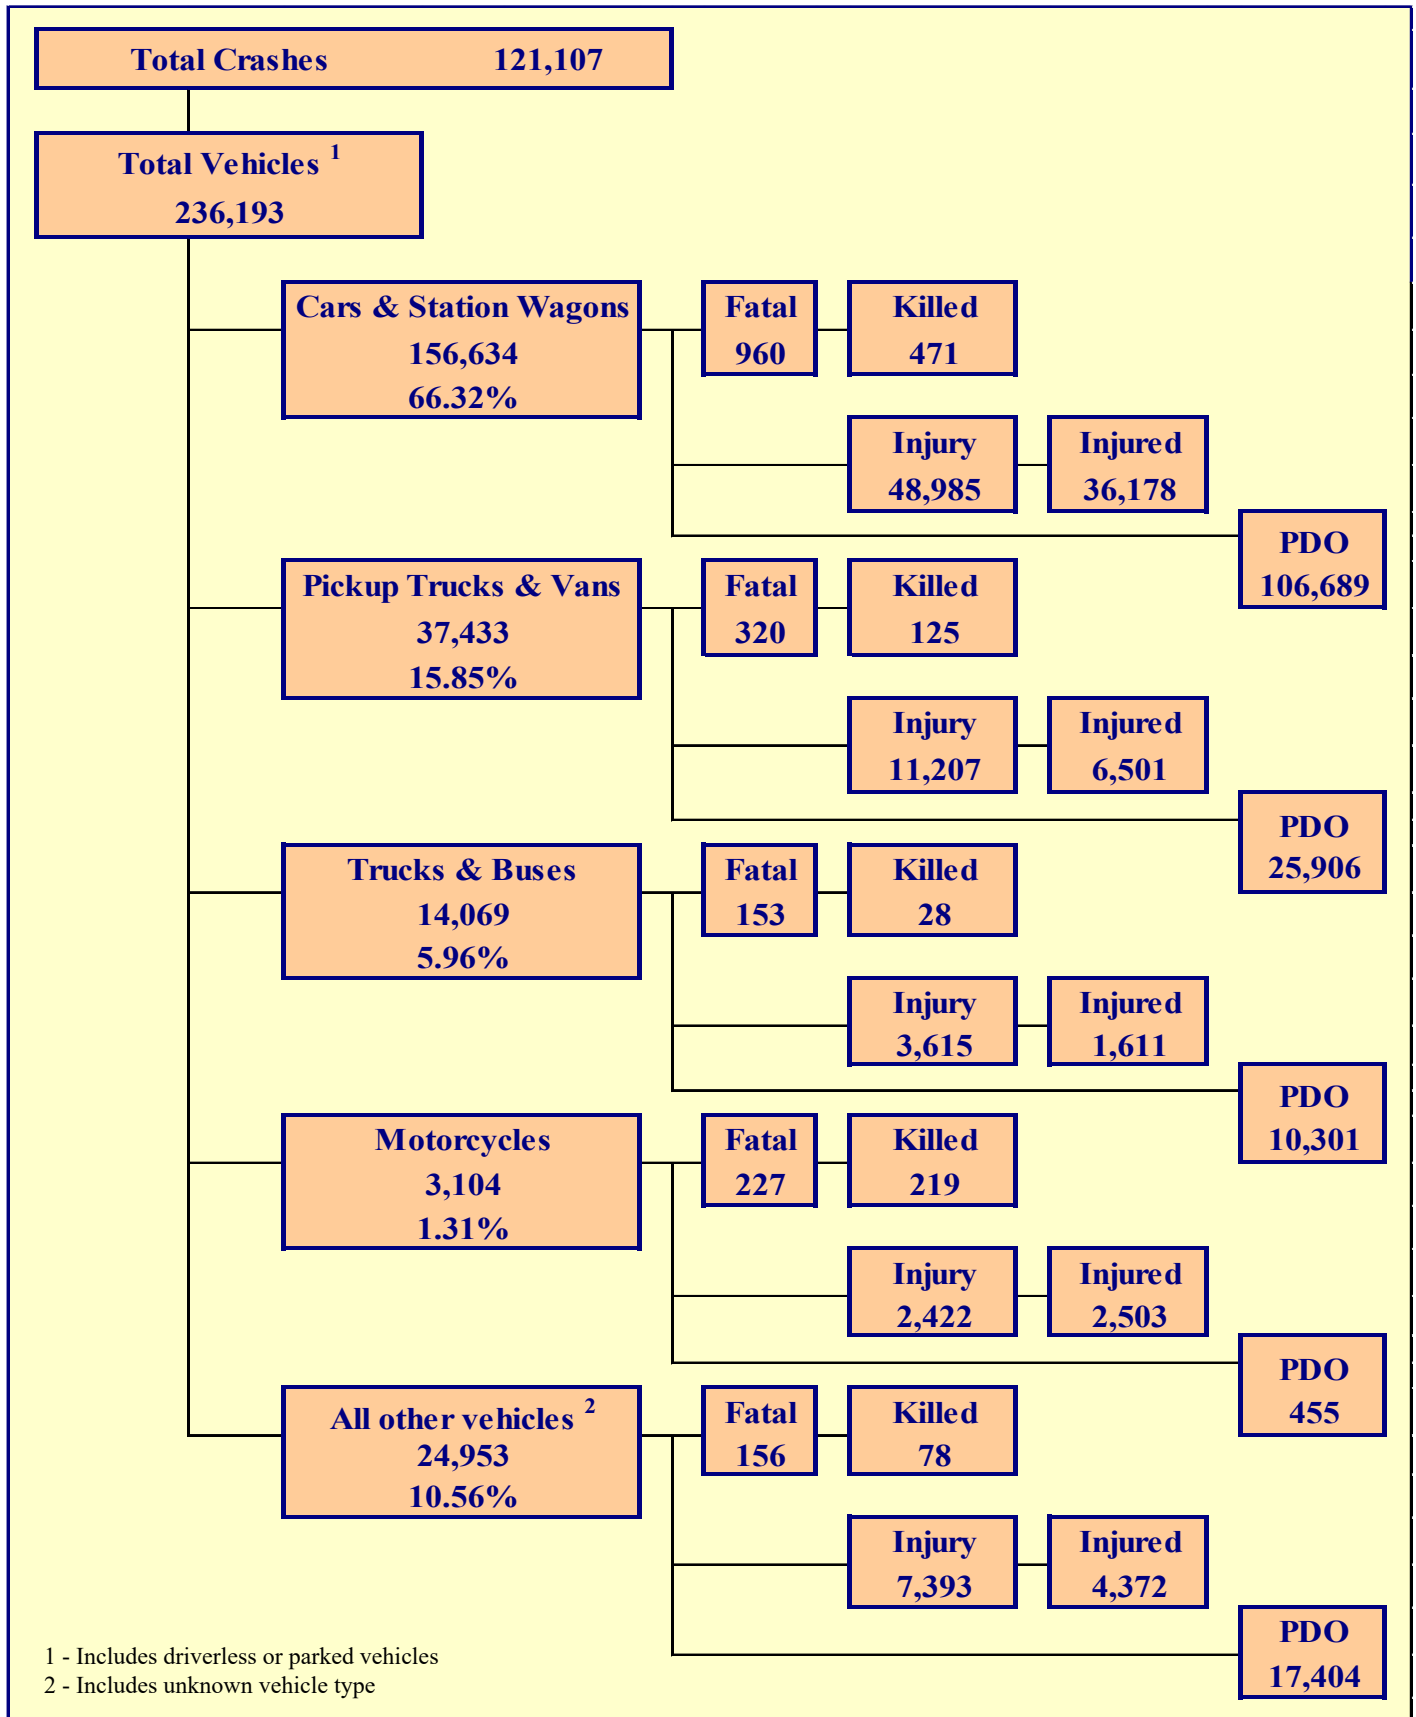 Total Crashes 121,107
Total Vehicles 1
236,193
Cars & Station Wagons
156,634
66.32%
Fatal
960
Killed
471
Injury
48,985
Injured
36,178
PDO
106,689
Pickup Trucks & Vans
37,433
15.85%
Fatal
320
Killed
125
Injury
11,207
Injured
6,501
PDO
25,906
Trucks & Buses
14,069
5.96%
Fatal
153
Killed
28
Injury
3,615
Injured
1,611
PDO
10,301
Motorcycles
3,104
1.31%
Fatal
227
Killed
219
Injury
2,422
Injured
2,503
PDO
455
All other vehicles 2
24,953
10.56%
Fatal
156
Killed
78
Injury
7,393
Injured
4,372
PDO
17,404
1 - Includes driverless or parked vehicles
2 - Includes unknown vehicle type